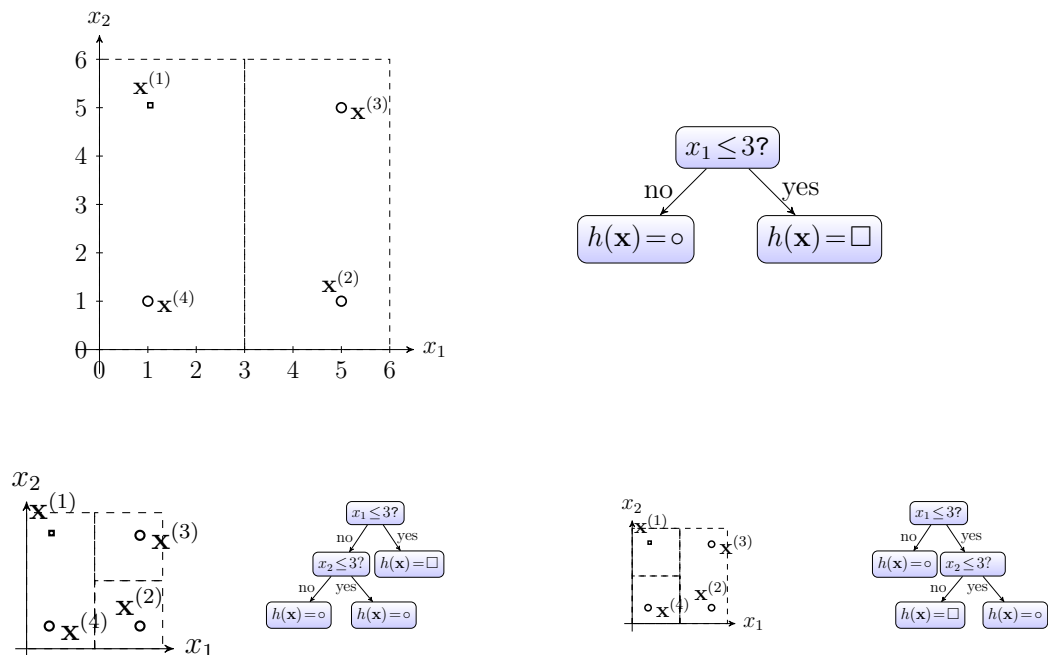 x₂
6
5
4
3
2
1
0
x⁽¹⁾
x⁽³⁾
x⁽²⁾
x⁽⁴⁾
0 1 2 3 4 5 6
x₁
x₁ ≤ 3?
no yes
h(x) = ○ h(x) = □
x₂
x⁽¹⁾
x⁽³⁾
x⁽²⁾
x⁽⁴⁾
x₁
x₁ ≤ 3?
no yes
x₂ ≤ 3? h(x) = □
no yes
h(x) = ○ h(x) = ○
x₂
x⁽¹⁾
x⁽³⁾
x⁽²⁾
x⁽⁴⁾
x₁
x₁ ≤ 3?
no yes
h(x) = ○ x₂ ≤ 3?
no yes
h(x) = □ h(x) = ○